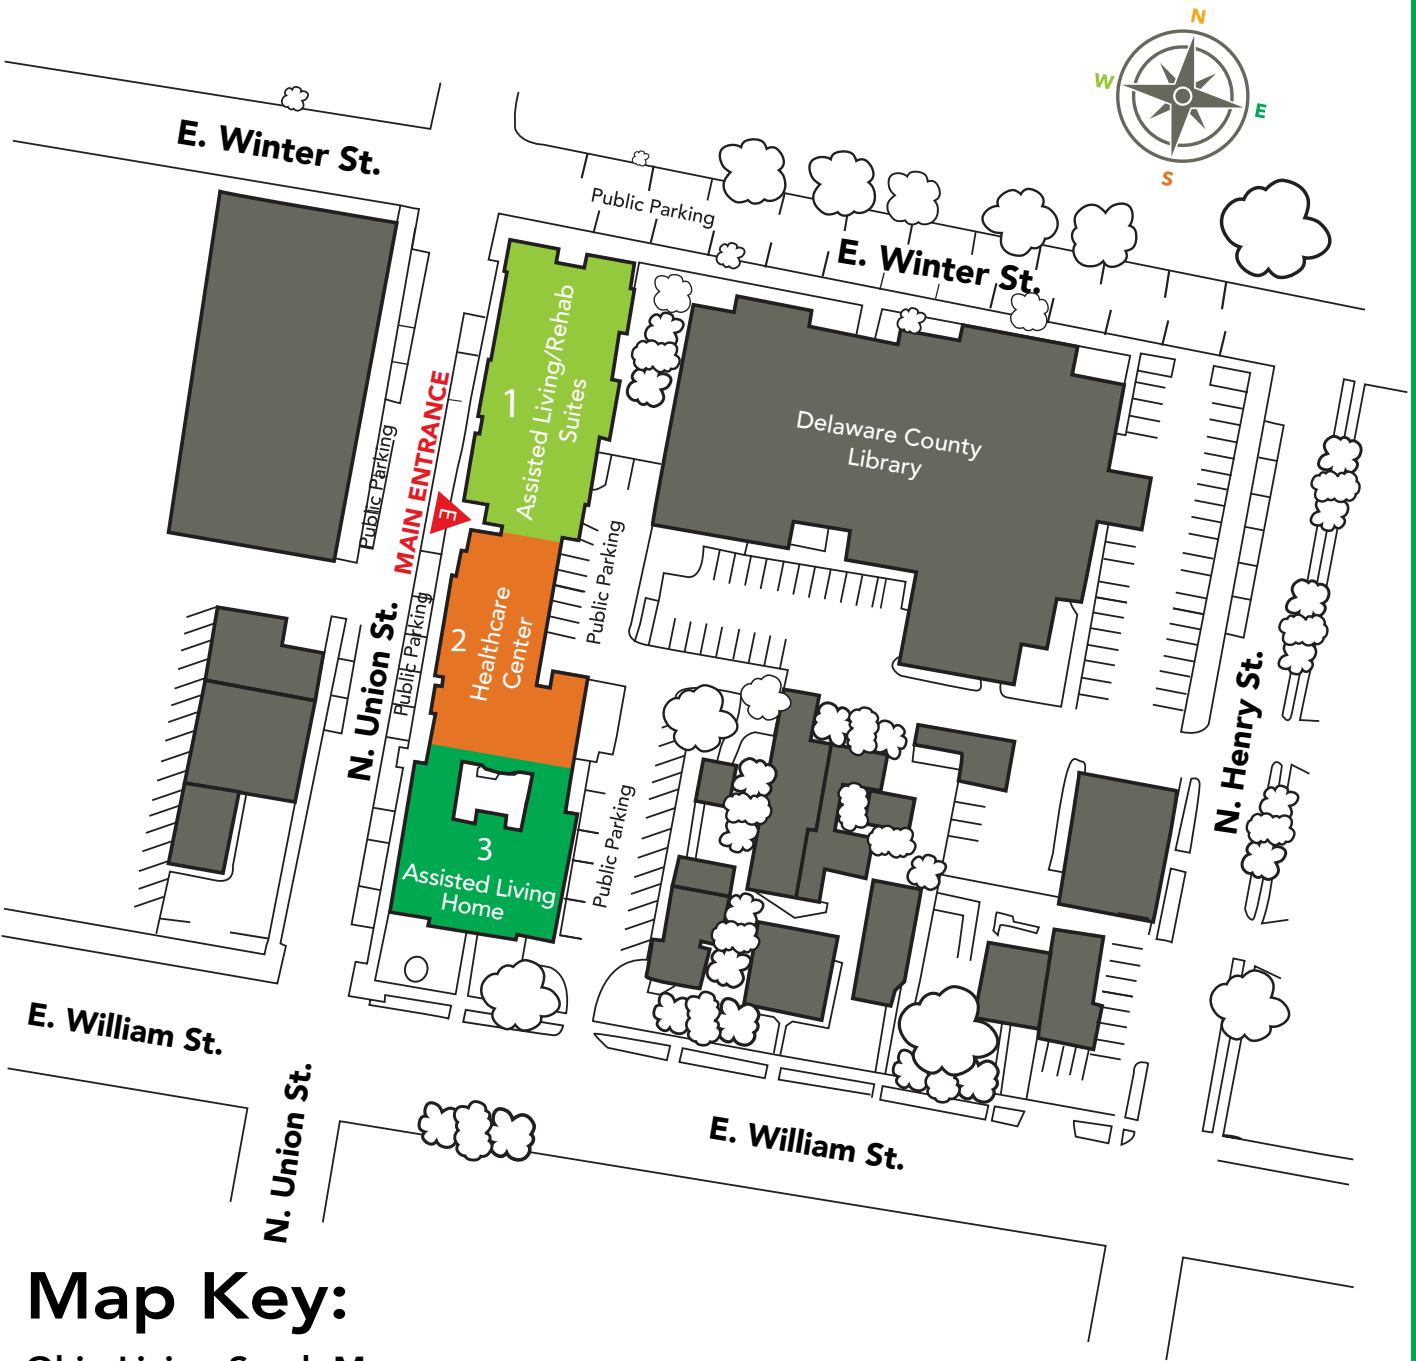 N
W
E
S
E. Winter St.
Public Parking
E. Winter St.
1
Assisted Living/Rehab
Suites
Delaware County
Library
MAIN ENTRANCE
E
Public Parking
Public Parking
2
Healthcare
Center
N. Union St.
Public Parking
N. Henry St.
3
Assisted Living
Home
Public Parking
E. William St.
N. Union St.
E. William St.
Map Key: